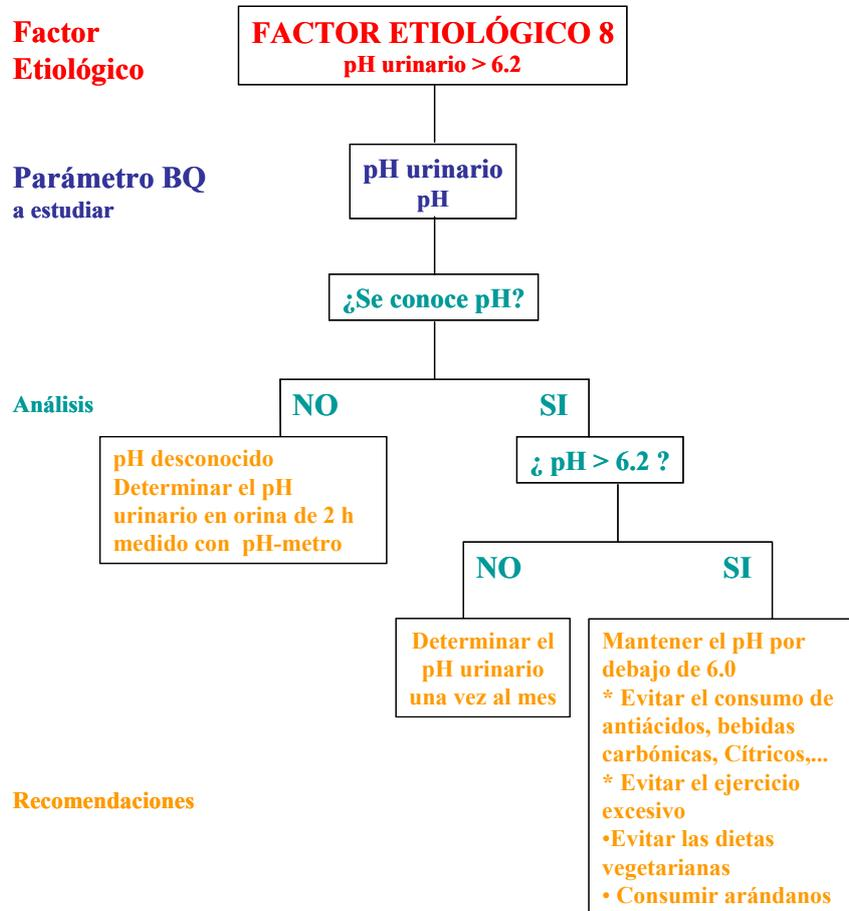 Factor
Etiológico
FACTOR ETIOLÓGICO 8
pH urinario > 6.2
Parámetro BQ
a estudiar
pH urinario
pH
¿Se conoce pH?
Análisis
NO
SI
pH desconocido
Determinar el pH
urinario en orina de 2 h
medido con pH-metro
¿ pH > 6.2 ?
NO
SI
Determinar el
pH urinario
una vez al mes
Mantener el pH por
debajo de 6.0
* Evitar el consumo de
antiácidos, bebidas
carbónicas, Cítricos,...
* Evitar el ejercicio
excesivo
•Evitar las dietas
vegetarianas
• Consumir arándanos
Recomendaciones